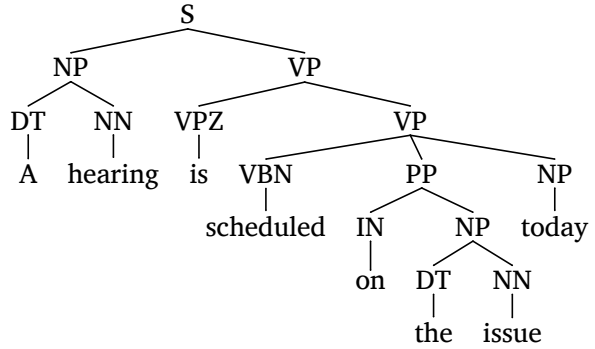 S
NP VP
DT NN VPZ VP
A hearing is VBN PP NP
scheduled IN NP today
on DT NN
the issue